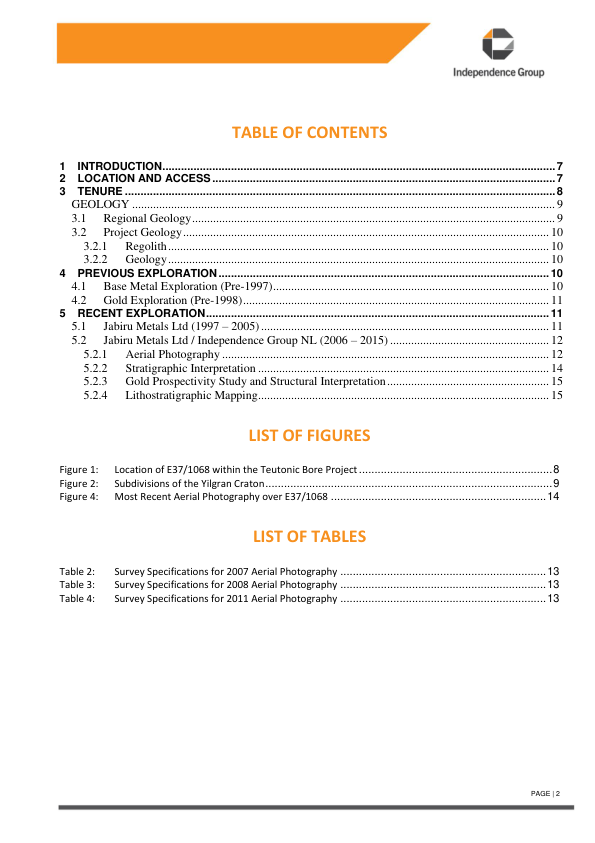 Independence Group
TABLE OF CONTENTS
1 INTRODUCTION...7
2 LOCATION AND ACCESS...7
3 TENURE...8
GEOLOGY...9
3.1 Regional Geology...9
3.2 Project Geology...10
3.2.1 Regolith...10
3.2.2 Geology...10
4 PREVIOUS EXPLORATION...10
4.1 Base Metal Exploration (Pre-1997)...10
4.2 Gold Exploration (Pre-1998)...11
5 RECENT EXPLORATION...11
5.1 Jabiru Metals Ltd (1997 – 2005)...11
5.2 Jabiru Metals Ltd / Independence Group NL (2006 – 2015)...12
5.2.1 Aerial Photography...12
5.2.2 Stratigraphic Interpretation...14
5.2.3 Gold Prospectivity Study and Structural Interpretation...15
5.2.4 Lithostratigraphic Mapping...15
LIST OF FIGURES
Figure 1: Location of E37/1068 within the Teutonic Bore Project...8
Figure 2: Subdivisions of the Yilgran Craton...9
Figure 4: Most Recent Aerial Photography over E37/1068...14
LIST OF TABLES
Table 2: Survey Specifications for 2007 Aerial Photography...13
Table 3: Survey Specifications for 2008 Aerial Photography...13
Table 4: Survey Specifications for 2011 Aerial Photography...13
PAGE | 2